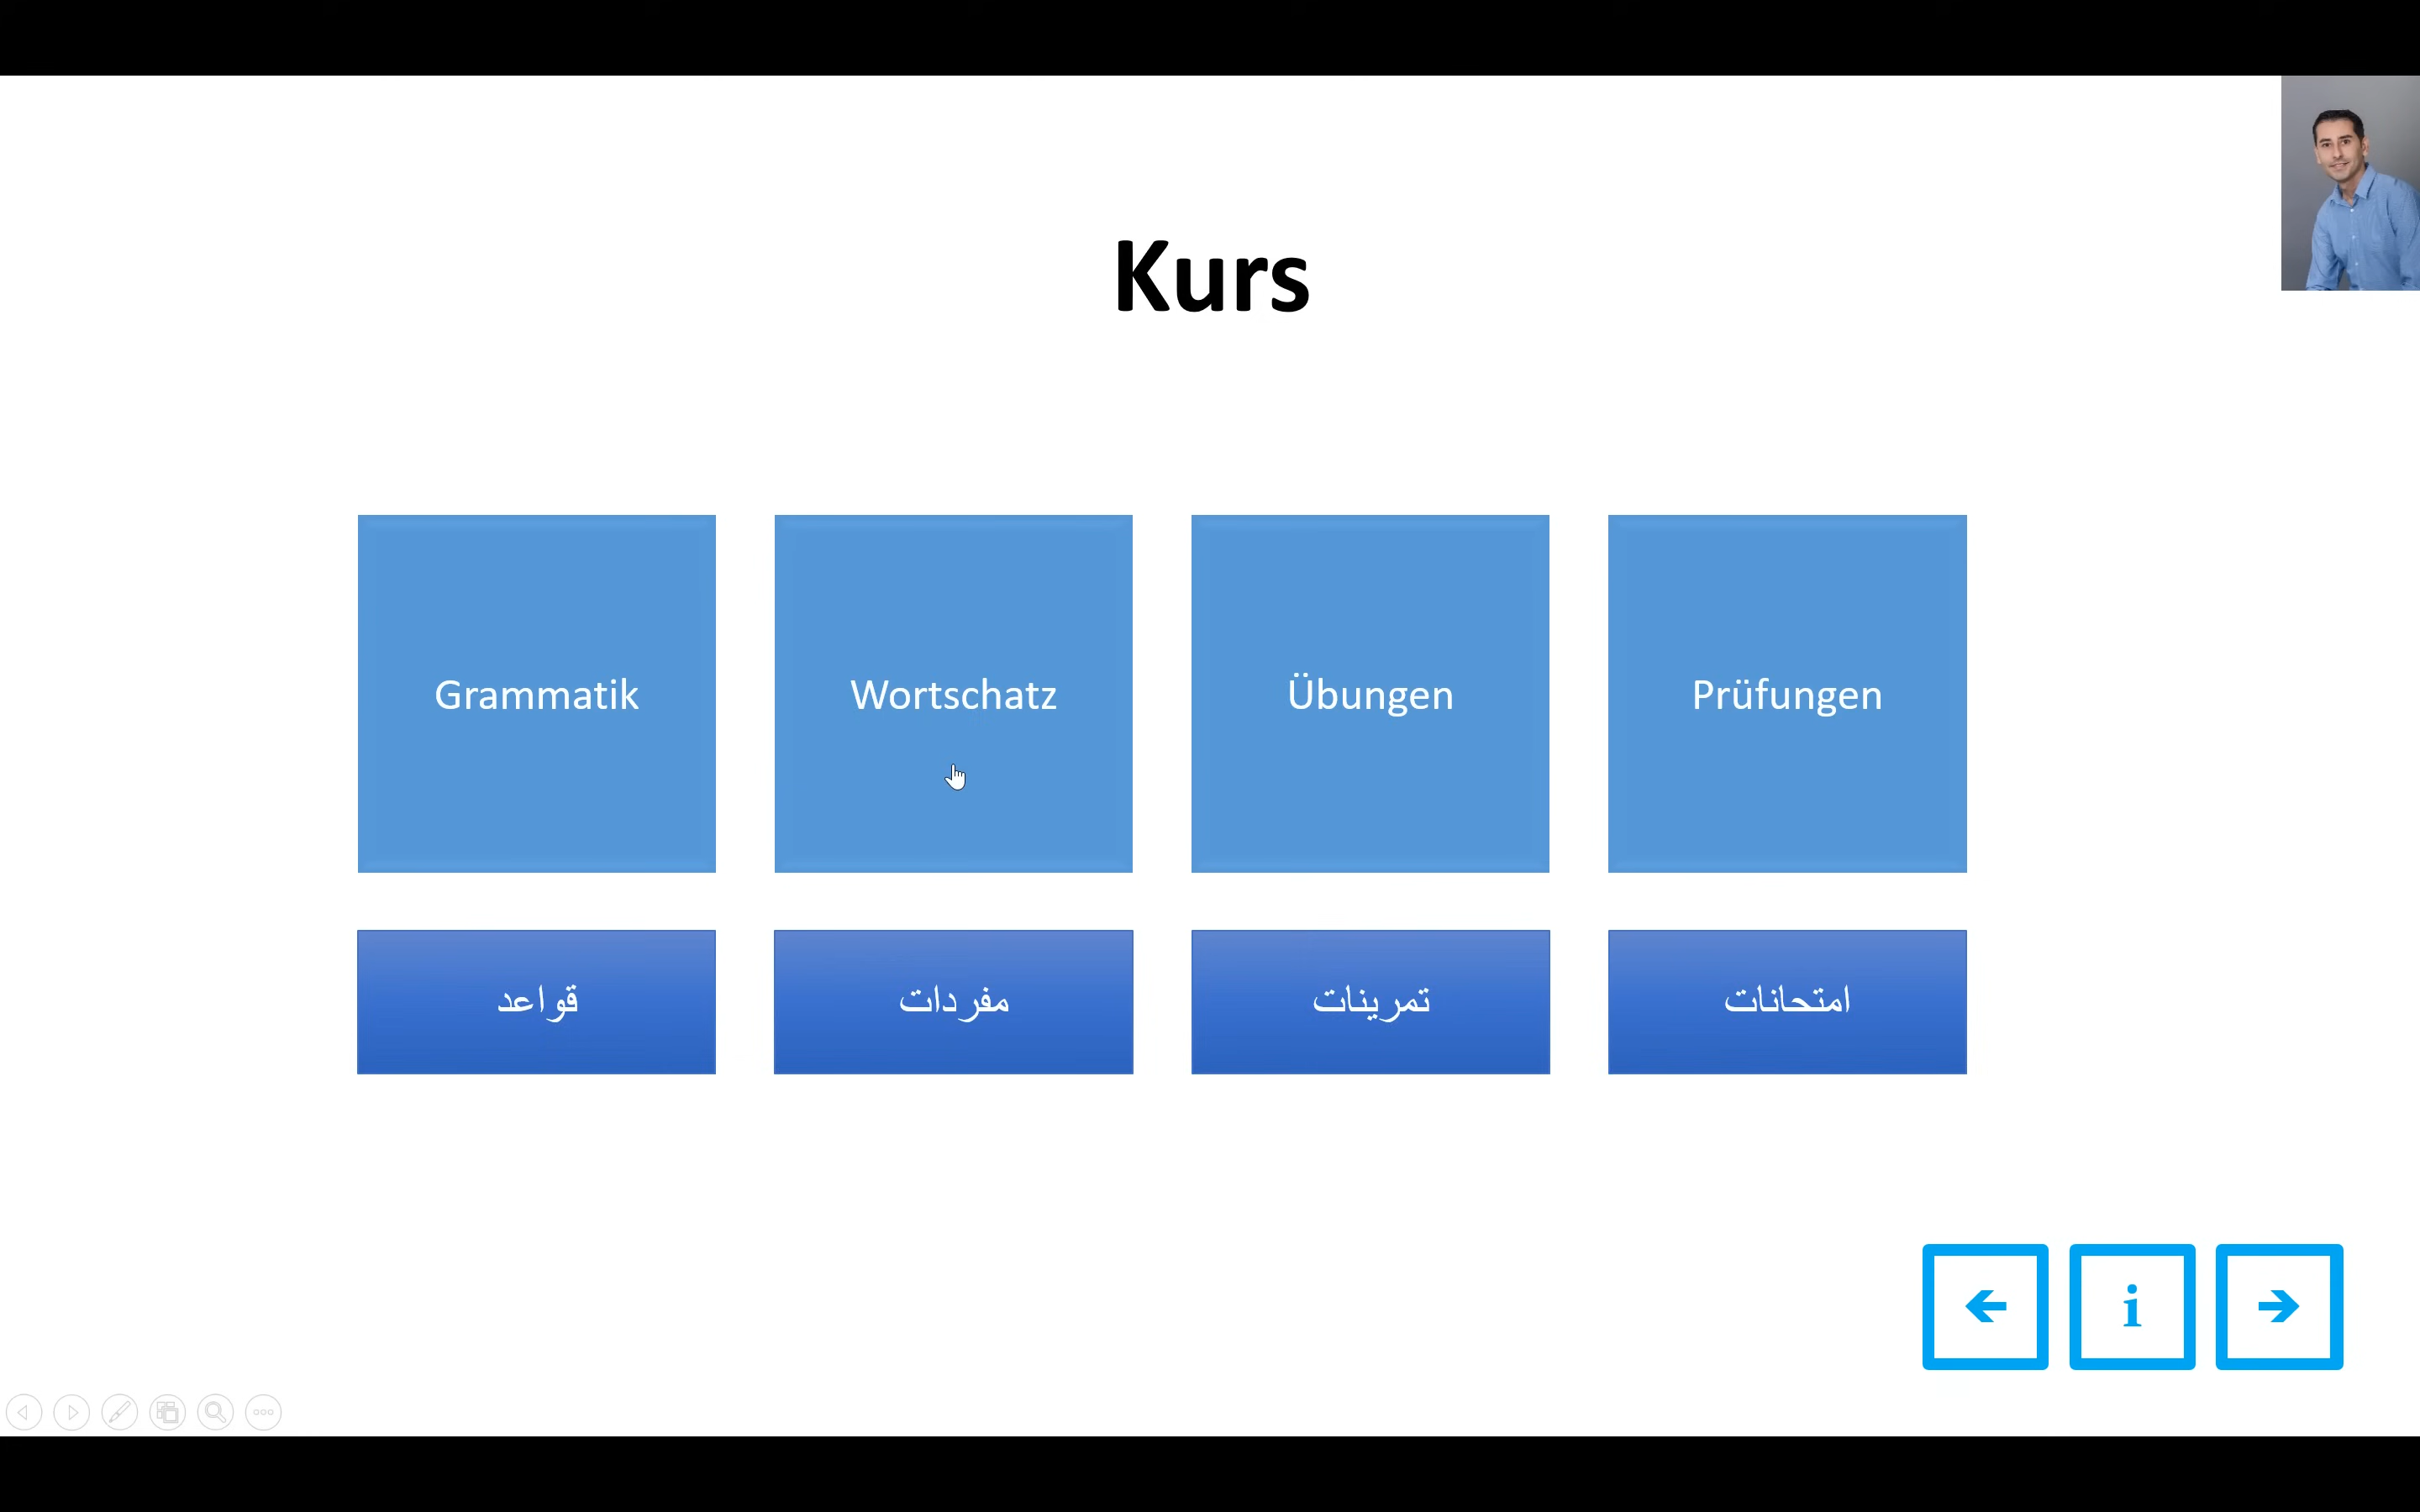 Kurs
Grammatik
Wortschatz
Übungen
Prüfungen
قواعد
مفردات
تمرينات
امتحانات
i